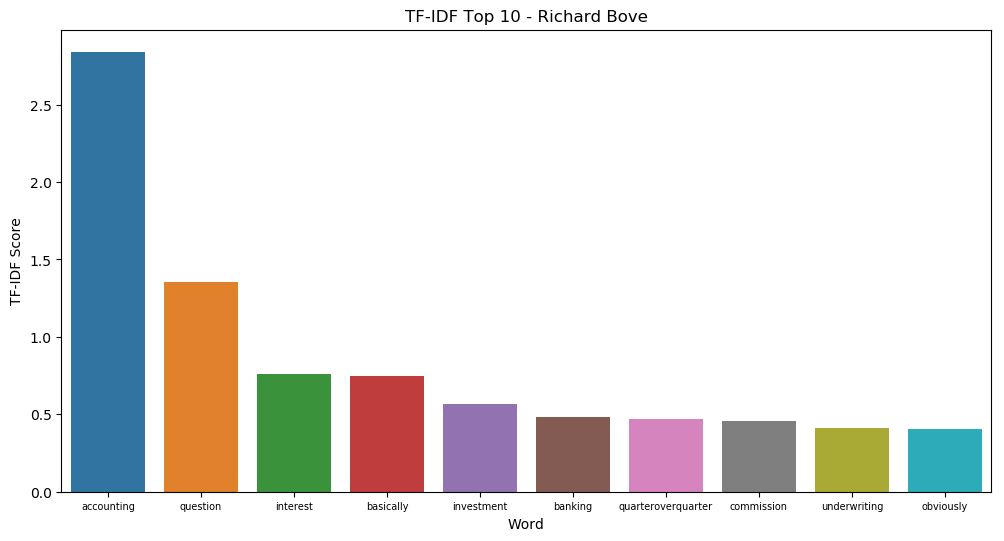 TF-IDF Top 10 - Richard Bove
TF-IDF Score
2.5
2.0
1.5
1.0
0.5
0.0
accounting question interest basically investment banking quarteroverquarter commission underwriting obviously
Word